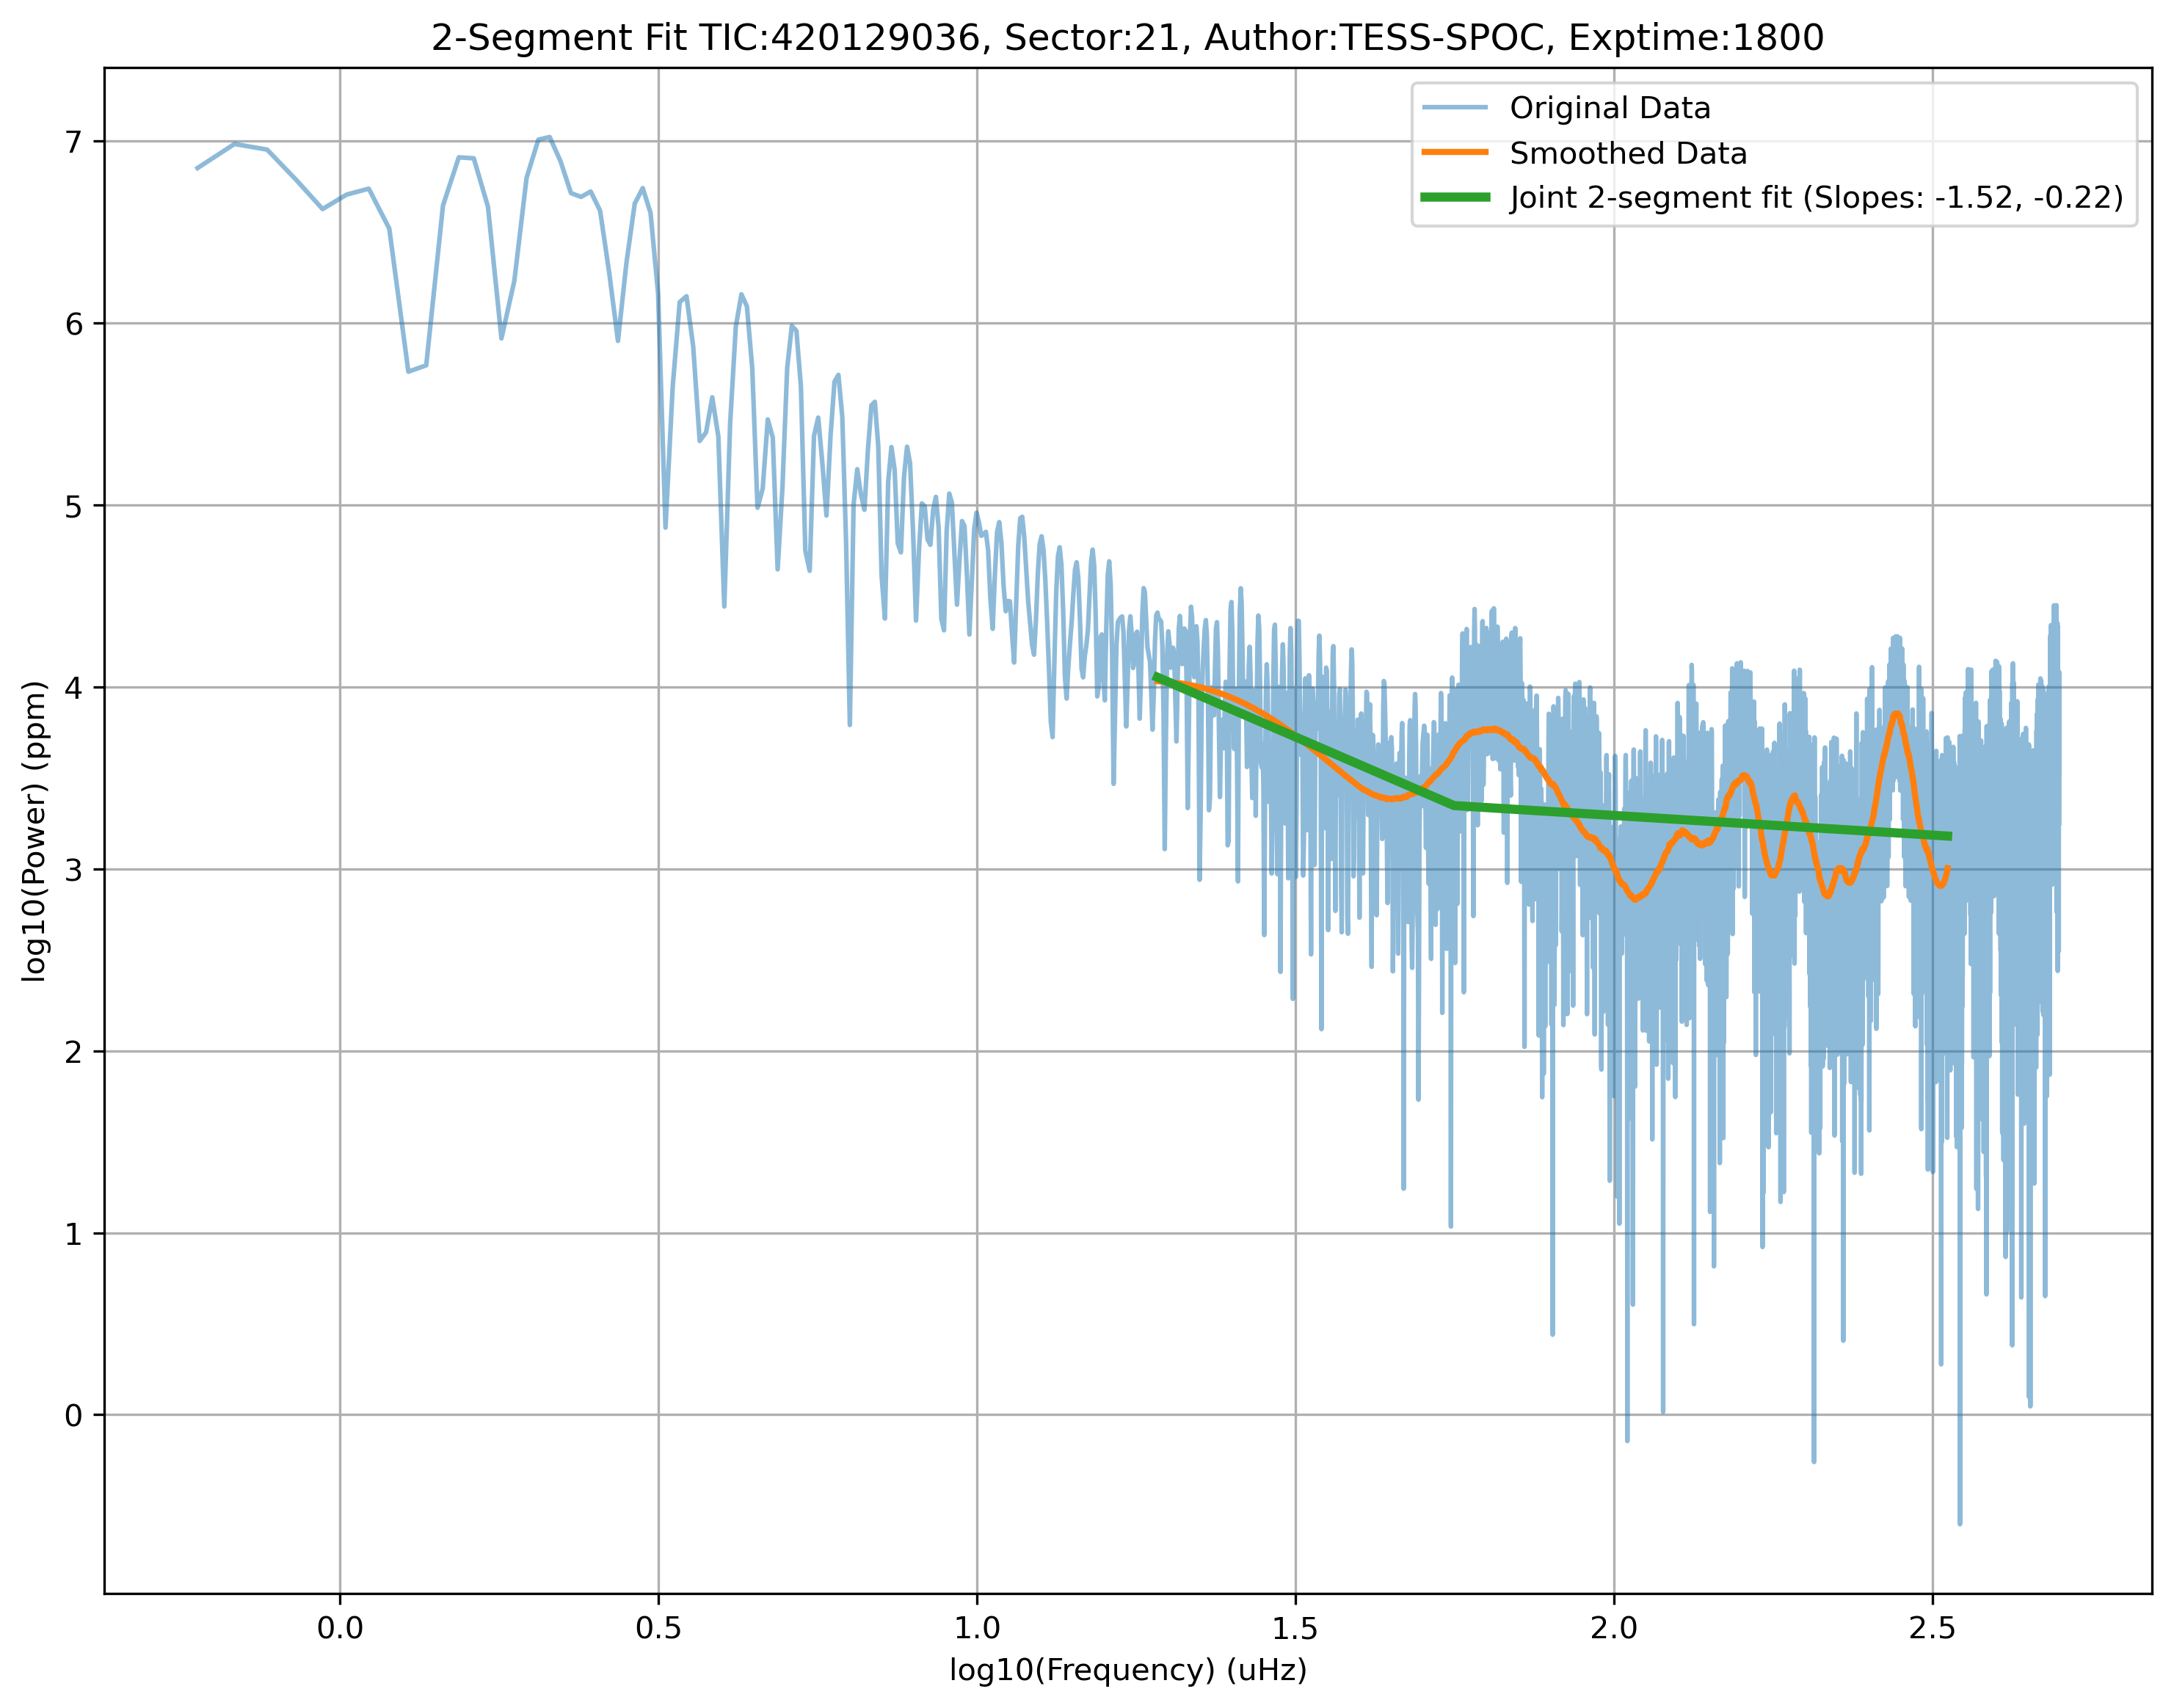 2-Segment Fit TIC:420129036, Sector:21, Author:TESS-SPOC, Exptime:1800
Original Data
Smoothed Data
Joint 2-segment fit (Slopes: -1.52, -0.22)
log10(Power) (ppm)
7
6
5
4
3
2
1
0
0.0 0.5 1.0 1.5 2.0 2.5
log10(Frequency) (uHz)